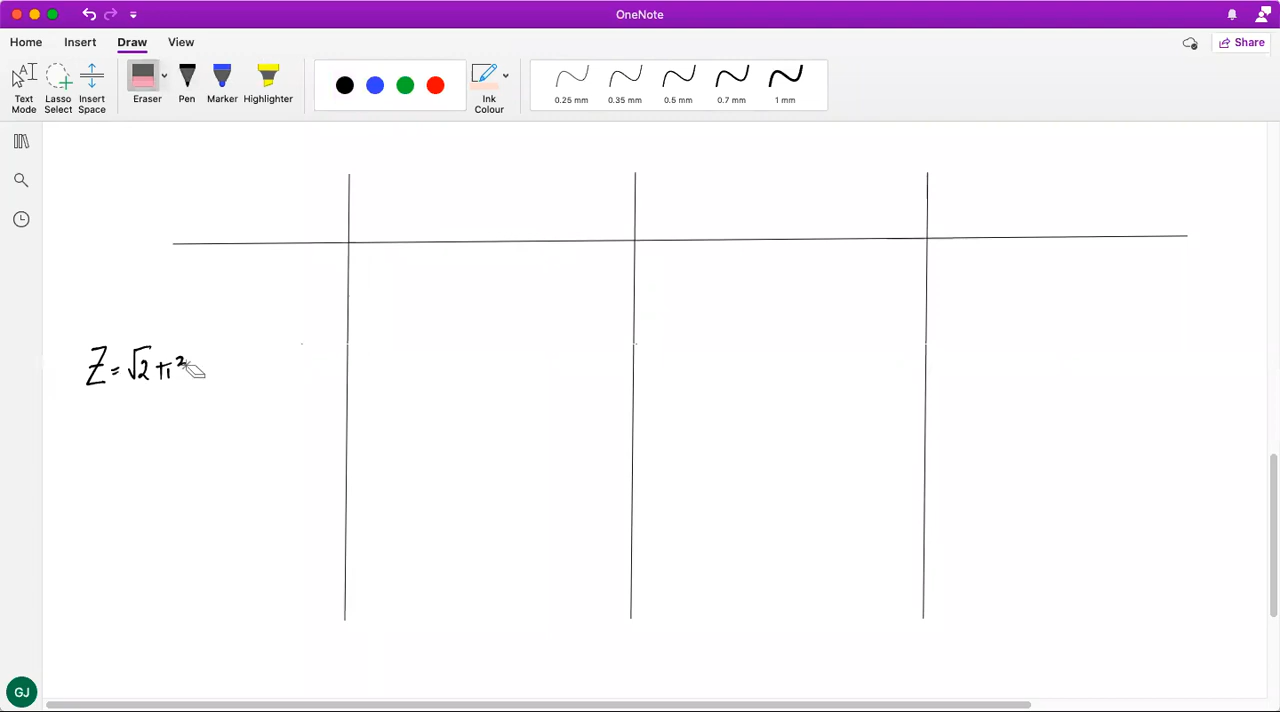 OneNote
Home Insert Draw View
Share
Text Mode
Lasso Select
Insert Space
Eraser
Pen
Marker
Highlighter
Ink Colour
0.25 mm
0.35 mm
0.5 mm
0.7 mm
1 mm
Z = √2 π²
GJ